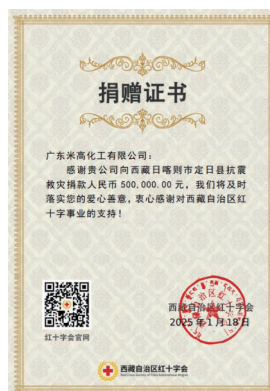 捐赠证书
广东米高化工有限公司：
感谢贵公司向西藏日喀则市定日县抗震
救灾捐款人民币 500,000.00 元，我们将及时
落实您的爱心善意，衷心感谢对西藏自治区红
十字事业的支持！
西藏自治区红十字会
2025 年 1 月 18 日
红十字会官网
西藏自治区红十字会